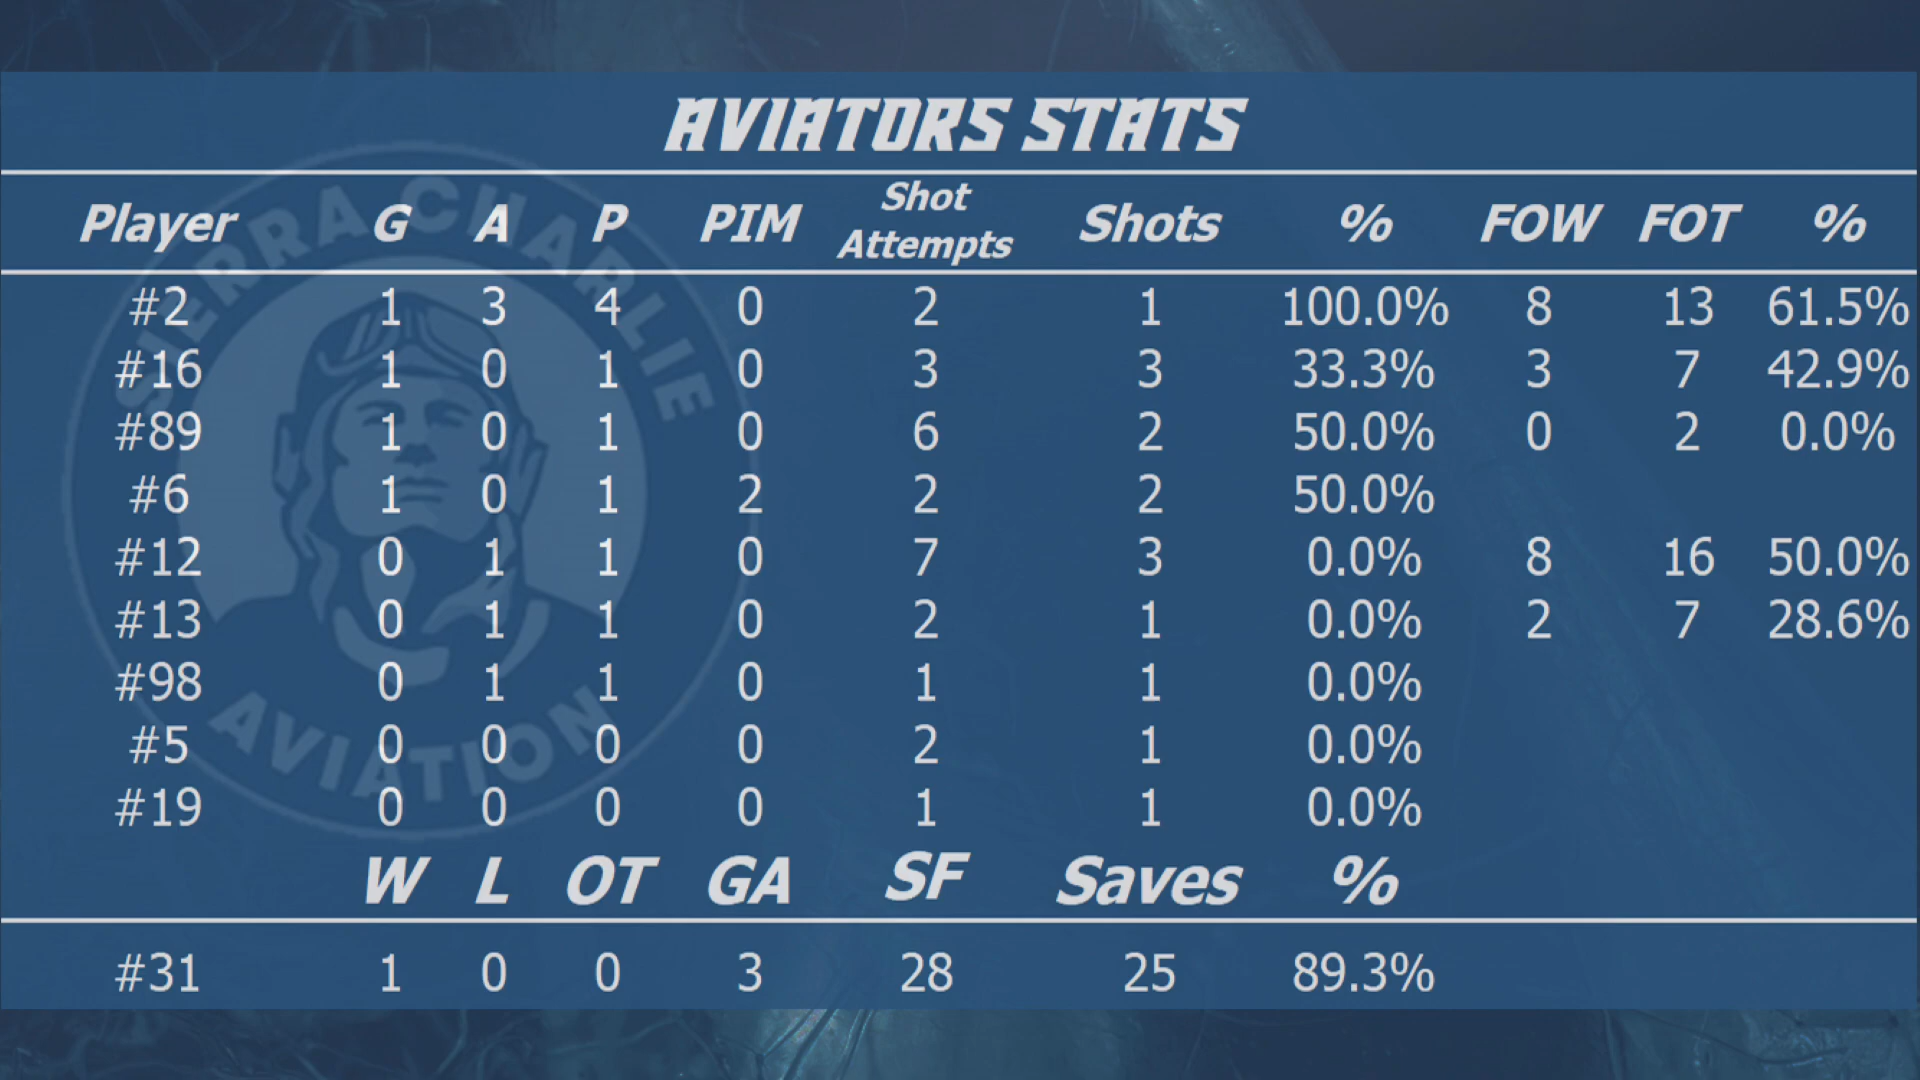 AVIATORS STATS
Player G A P PIM Shot Attempts Shots % FOW FOT %
#2 1 3 4 0 2 1 100.0% 8 13 61.5%
#16 1 0 1 0 3 3 33.3% 3 7 42.9%
#89 1 0 1 0 6 2 50.0% 0 2 0.0%
#6 1 0 1 2 2 2 50.0%
#12 0 1 1 0 7 3 0.0% 8 16 50.0%
#13 0 1 1 0 2 1 0.0% 2 7 28.6%
#98 0 1 1 0 1 1 0.0%
#5 0 0 0 0 2 1 0.0%
#19 0 0 0 0 1 1 0.0%
W L OT GA SF Saves %
#31 1 0 0 3 28 25 89.3%
SIERRA CHARLIE
AVIATION